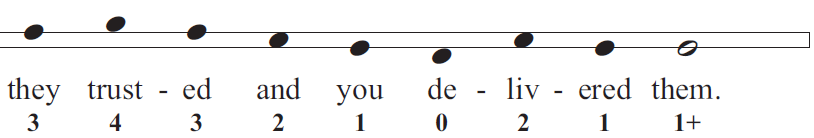 they trust - ed and you de - liv - ered them.
3 4 3 2 1 0 2 1 1+